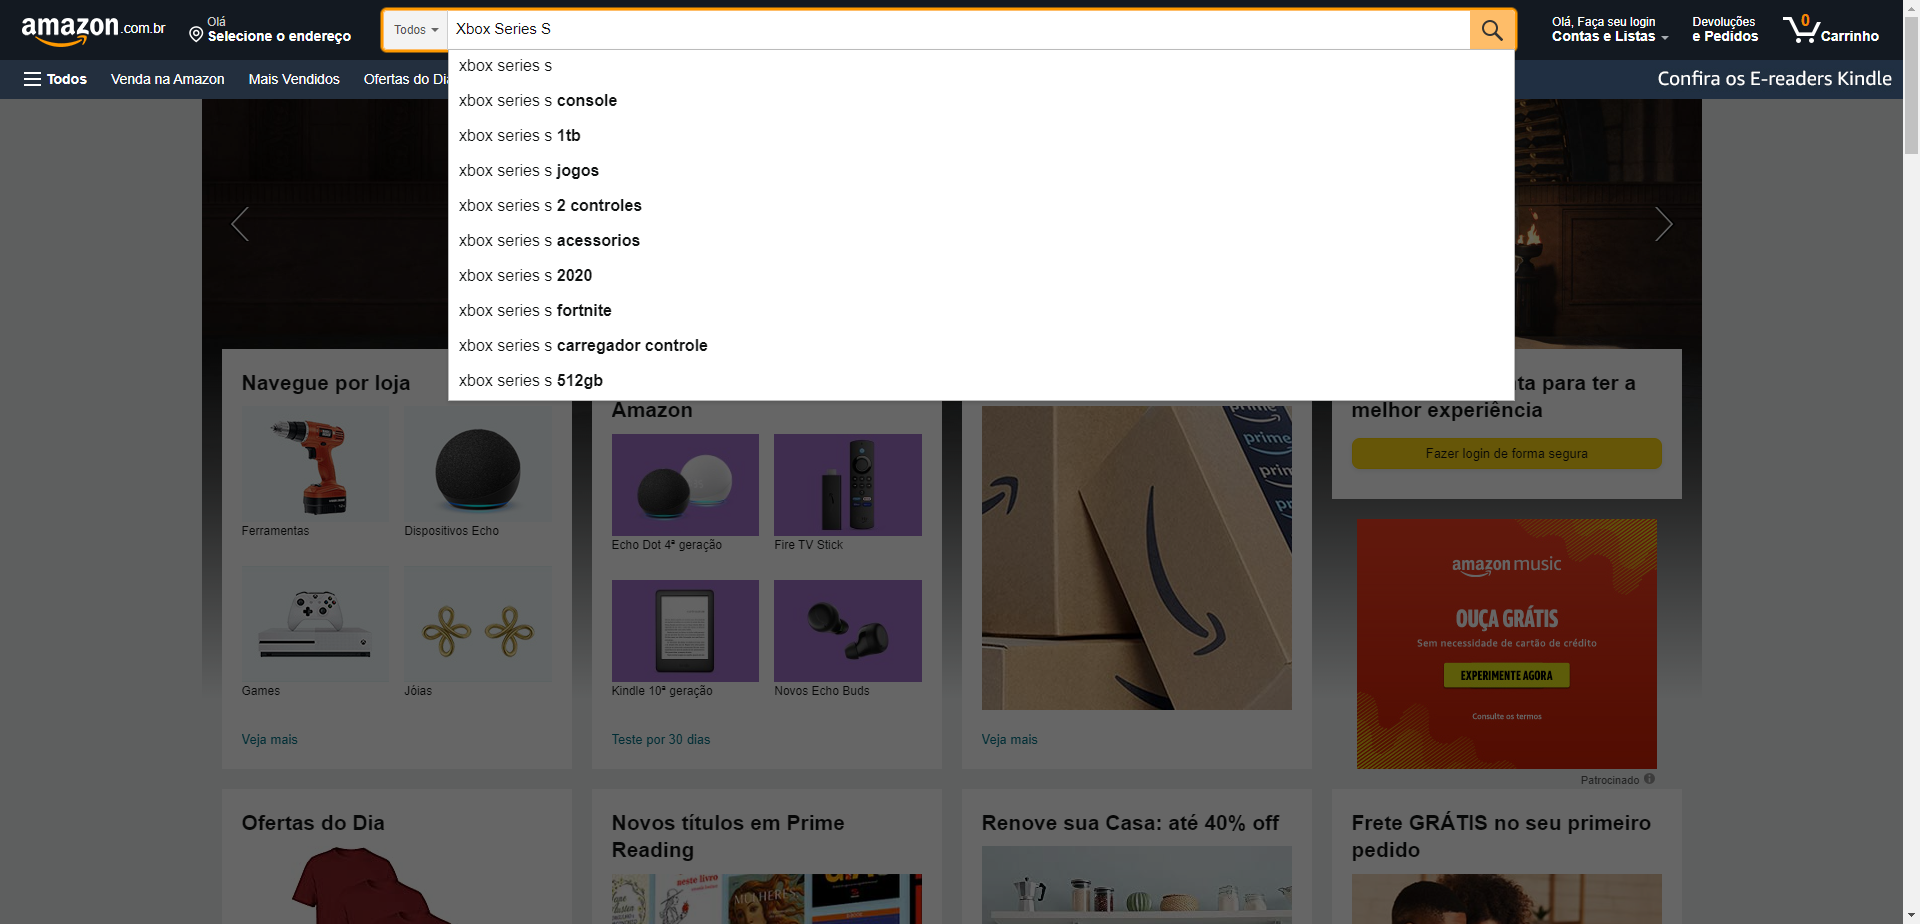 amazon.com.br
Olá
Selecione o endereço
Todos
Xbox Series S
Olá, Faça seu login
Contas e Listas
Devoluções
e Pedidos
0
Carrinho
Todos
Venda na Amazon
Mais Vendidos
Ofertas do Di
Confira os E-readers Kindle
xbox series s
xbox series s console
xbox series s 1tb
xbox series s jogos
xbox series s 2 controles
xbox series s acessorios
xbox series s 2020
xbox series s fortnite
xbox series s carregador controle
xbox series s 512gb
Navegue por loja
Ferramentas
Dispositivos Echo
Games
Jóias
Veja mais
Amazon
Echo Dot 4ª geração
Fire TV Stick
Kindle 10ª geração
Novos Echo Buds
Teste por 30 dias
prime
prime
Veja mais
ta para ter a
melhor experiência
Fazer login de forma segura
amazon music
OUÇA GRÁTIS
Sem necessidade de cartão de crédito
EXPERIMENTE AGORA
Consulte os termos
Patrocinado
Ofertas do Dia
Novos títulos em Prime
Reading
neste livro
MULHERES
Renove sua Casa: até 40% off
Frete GRÁTIS no seu primeiro
pedido